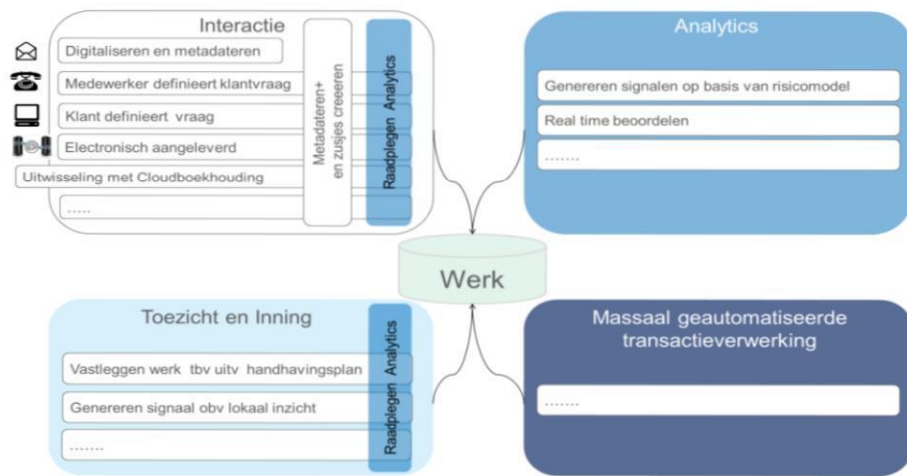 Interactie
Digitaliseren en metadateren
Medewerker definieert klantvraag
Klant definieert vraag
Electronisch aangeleverd
Uitwisseling met Cloudboekhouding
.....
Metadateren+
en zusjes creeeren
Raadplegen Analytics
Analytics
Genereren signalen op basis van risicomodel
Real time beoordelen
.......
Werk
Toezicht en Inning
Vastleggen werk tbv uitv handhavingsplan
Genereren signaal obv lokaal inzicht
.......
Raadplegen Analytics
Massaal geautomatiseerde
transactieverwerking
.......